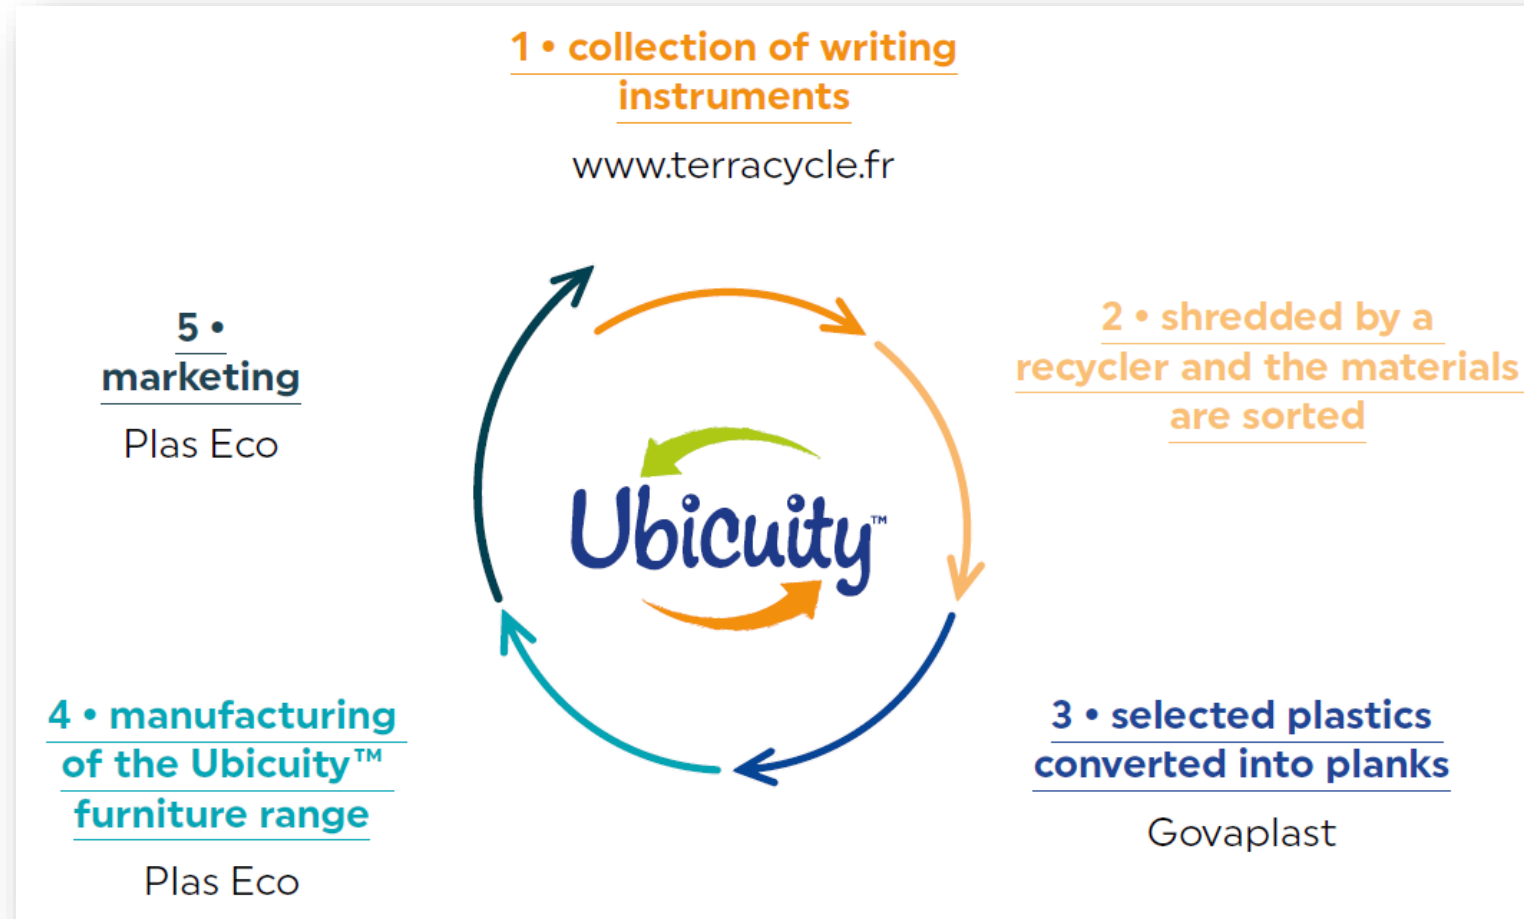 1 • collection of writing
instruments
www.terracycle.fr
2 • shredded by a
recycler and the materials
are sorted
3 • selected plastics
converted into planks
Govaplast
4 • manufacturing
of the Ubicuity™
furniture range
Plas Eco
5 •
marketing
Plas Eco
Ubicuity™